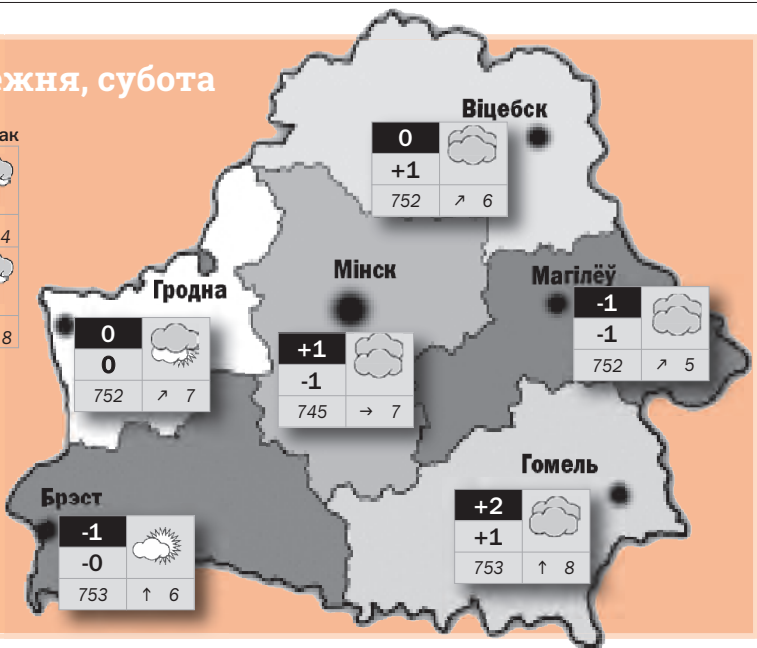 ежня, субота
ак
4
8
Віцебск
0
+1
752 ↗ 6
Мінск
+1
-1
745 → 7
Магілёў
-1
-1
752 ↗ 5
Гродна
0
0
752 ↗ 7
Гомель
+2
+1
753 ↑ 8
Брэст
-1
-0
753 ↑ 6